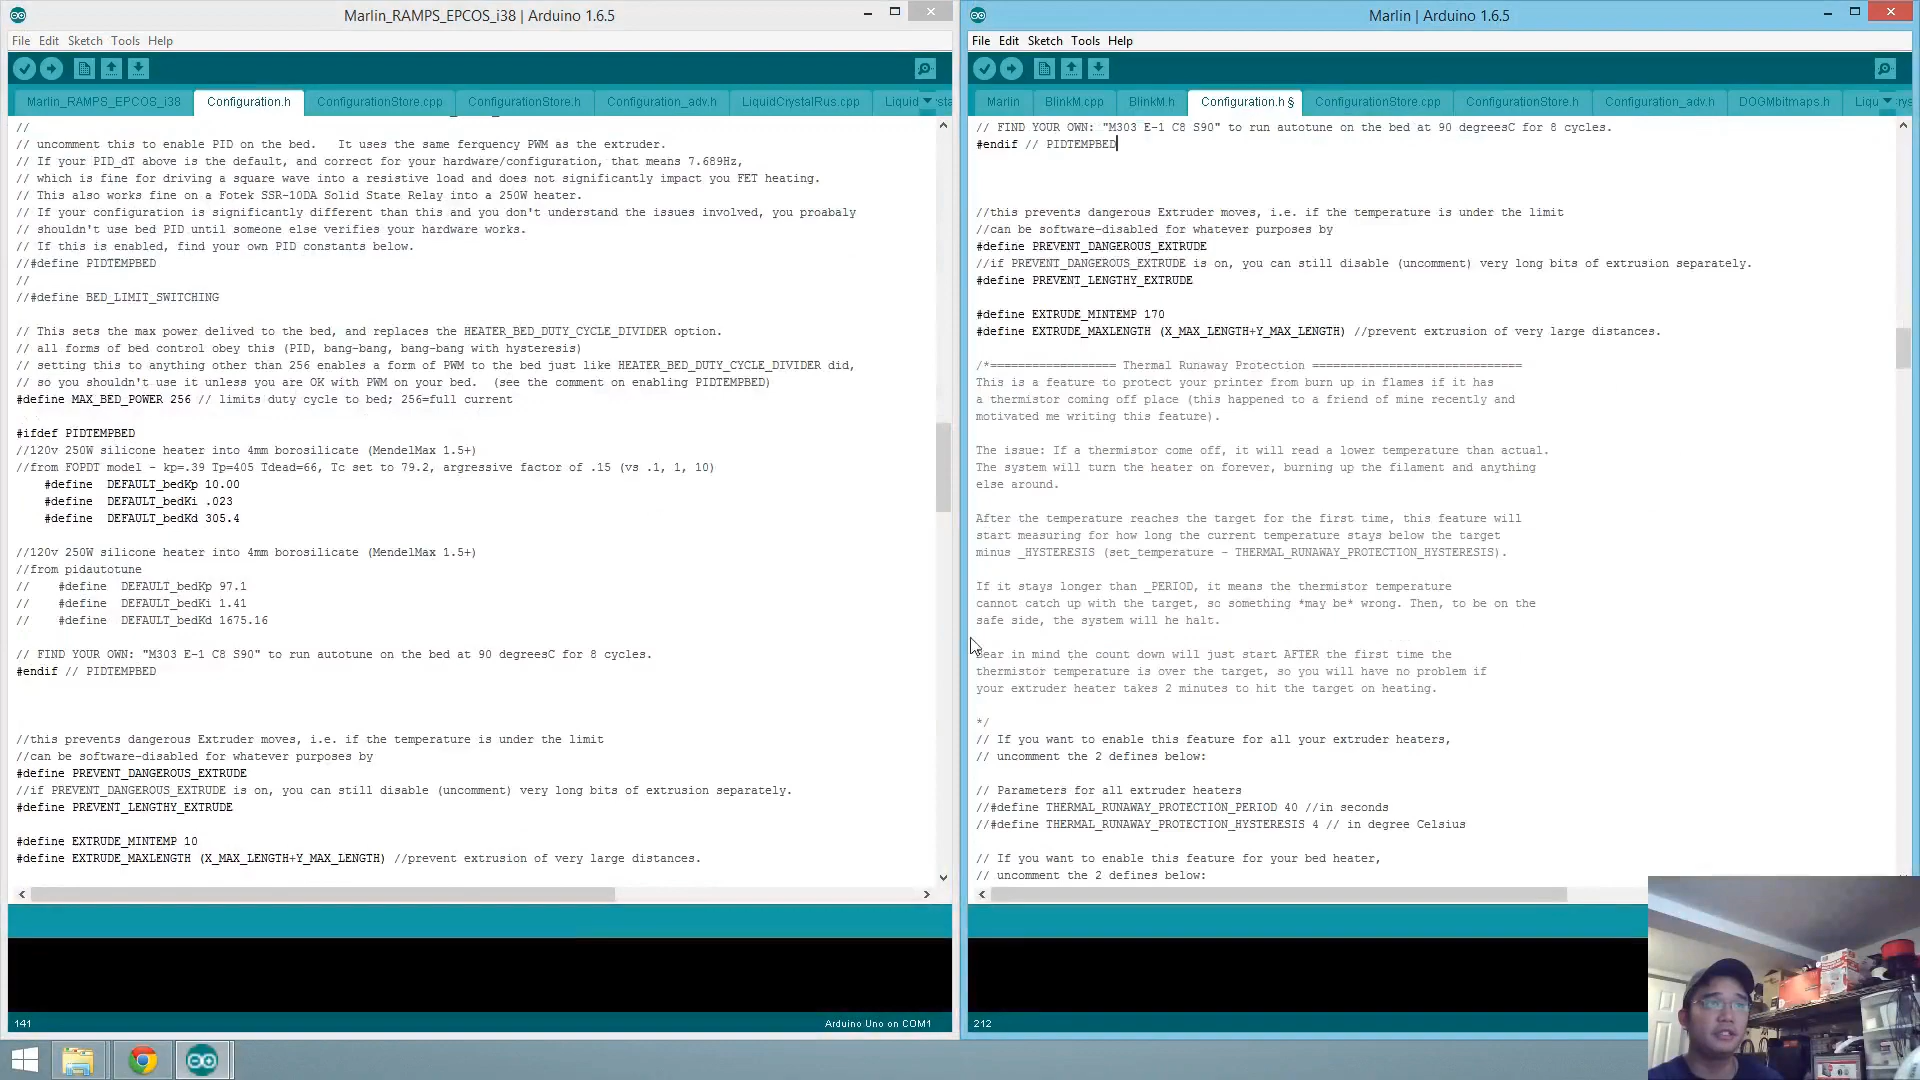 Marlin_RAMPS_EPCOS_i38 | Arduino 1.6.5
File Edit Sketch Tools Help
Marlin_RAMPS_EPCOS_i38 Configuration.h ConfigurationStore.cpp ConfigurationStore.h Configuration_adv.h LiquidCrystalRus.cpp Liquid
//
// uncomment this to enable PID on the bed.   It uses the same ferquency PWM as the extruder.
// If your PID_dT above is the default, and correct for your hardware/configuration, that means 7.689Hz,
// which is fine for driving a square wave into a resistive load and does not significantly impact you FET heating.
// This also works fine on a Fotek SSR-10DA Solid State Relay into a 250W heater.
// If your configuration is significantly different than this and you don't understand the issues involved, you proabaly
// shouldn't use bed PID until someone else verifies your hardware works.
// If this is enabled, find your own PID constants below.
//#define PIDTEMPBED
//
//#define BED_LIMIT_SWITCHING
// This sets the max power delived to the bed, and replaces the HEATER_BED_DUTY_CYCLE_DIVIDER option.
// all forms of bed control obey this (PID, bang-bang, bang-bang with hysteresis)
// setting this to anything other than 256 enables a form of PWM to the bed just like HEATER_BED_DUTY_CYCLE_DIVIDER did,
// so you shouldn't use it unless you are OK with PWM on your bed.  (see the comment on enabling PIDTEMPBED)
#define MAX_BED_POWER 256 // limits duty cycle to bed; 256=full current
#ifdef PIDTEMPBED
//120v 250W silicone heater into 4mm borosilicate (MendelMax 1.5+)
//from FOPDT model - kp=.39 Tp=405 Tdead=66, Tc set to 79.2, argressive factor of .15 (vs .1, 1, 10)
#define  DEFAULT_bedKp 10.00
#define  DEFAULT_bedKi .023
#define  DEFAULT_bedKd 305.4
//120v 250W silicone heater into 4mm borosilicate (MendelMax 1.5+)
//from pidautotune
//    #define  DEFAULT_bedKp 97.1
//    #define  DEFAULT_bedKi 1.41
//    #define  DEFAULT_bedKd 1675.16
// FIND YOUR OWN: "M303 E-1 C8 S90" to run autotune on the bed at 90 degreesC for 8 cycles.
#endif // PIDTEMPBED
//this prevents dangerous Extruder moves, i.e. if the temperature is under the limit
//can be software-disabled for whatever purposes by
#define PREVENT_DANGEROUS_EXTRUDE
//if PREVENT_DANGEROUS_EXTRUDE is on, you can still disable (uncomment) very long bits of extrusion separately.
#define PREVENT_LENGTHY_EXTRUDE
#define EXTRUDE_MINTEMP 10
#define EXTRUDE_MAXLENGTH (X_MAX_LENGTH+Y_MAX_LENGTH) //prevent extrusion of very large distances.
141
Arduino Uno on COM1
Marlin | Arduino 1.6.5
File Edit Sketch Tools Help
Marlin BlinkM.cpp BlinkM.h Configuration.h § ConfigurationStore.cpp ConfigurationStore.h Configuration_adv.h DOGMbitmaps.h
// FIND YOUR OWN: "M303 E-1 C8 S90" to run autotune on the bed at 90 degreesC for 8 cycles.
#endif // PIDTEMPBED
//this prevents dangerous Extruder moves, i.e. if the temperature is under the limit
//can be software-disabled for whatever purposes by
#define PREVENT_DANGEROUS_EXTRUDE
//if PREVENT_DANGEROUS_EXTRUDE is on, you can still disable (uncomment) very long bits of extrusion separately.
#define PREVENT_LENGTHY_EXTRUDE
#define EXTRUDE_MINTEMP 170
#define EXTRUDE_MAXLENGTH (X_MAX_LENGTH+Y_MAX_LENGTH) //prevent extrusion of very large distances.
/*================== Thermal Runaway Protection ==============================
This is a feature to protect your printer from burn up in flames if it has
a thermistor coming off place (this happened to a friend of mine recently and
motivated me writing this feature).
The issue: If a thermistor come off, it will read a lower temperature than actual.
The system will turn the heater on forever, burning up the filament and anything
else around.
After the temperature reaches the target for the first time, this feature will
start measuring for how long the current temperature stays below the target
minus _HYSTERESIS (set_temperature - THERMAL_RUNAWAY_PROTECTION_HYSTERESIS).
If it stays longer than _PERIOD, it means the thermistor temperature
cannot catch up with the target, so something *may be* wrong. Then, to be on the
safe side, the system will he halt.
Bear in mind the count down will just start AFTER the first time the
thermistor temperature is over the target, so you will have no problem if
your extruder heater takes 2 minutes to hit the target on heating.
*/
// If you want to enable this feature for all your extruder heaters,
// uncomment the 2 defines below:
// Parameters for all extruder heaters
//#define THERMAL_RUNAWAY_PROTECTION_PERIOD 40 //in seconds
//#define THERMAL_RUNAWAY_PROTECTION_HYSTERESIS 4 // in degree Celsius
// If you want to enable this feature for your bed heater,
// uncomment the 2 defines below:
212